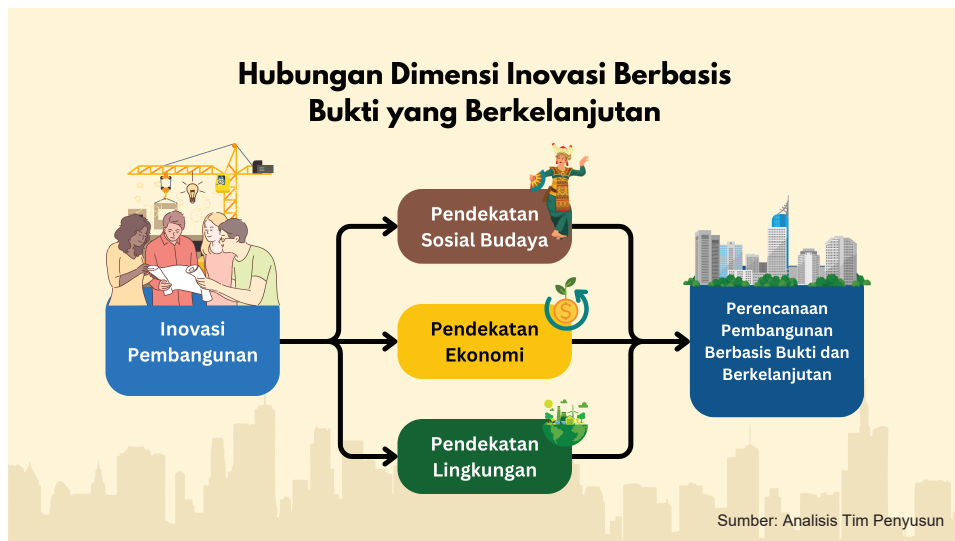 Hubungan Dimensi Inovasi Berbasis
Bukti yang Berkelanjutan
Inovasi
Pembangunan
Pendekatan
Sosial Budaya
Pendekatan
Ekonomi
Pendekatan
Lingkungan
Perencanaan
Pembangunan
Berbasis Bukti dan
Berkelanjutan
Sumber: Analisis Tim Penyusun